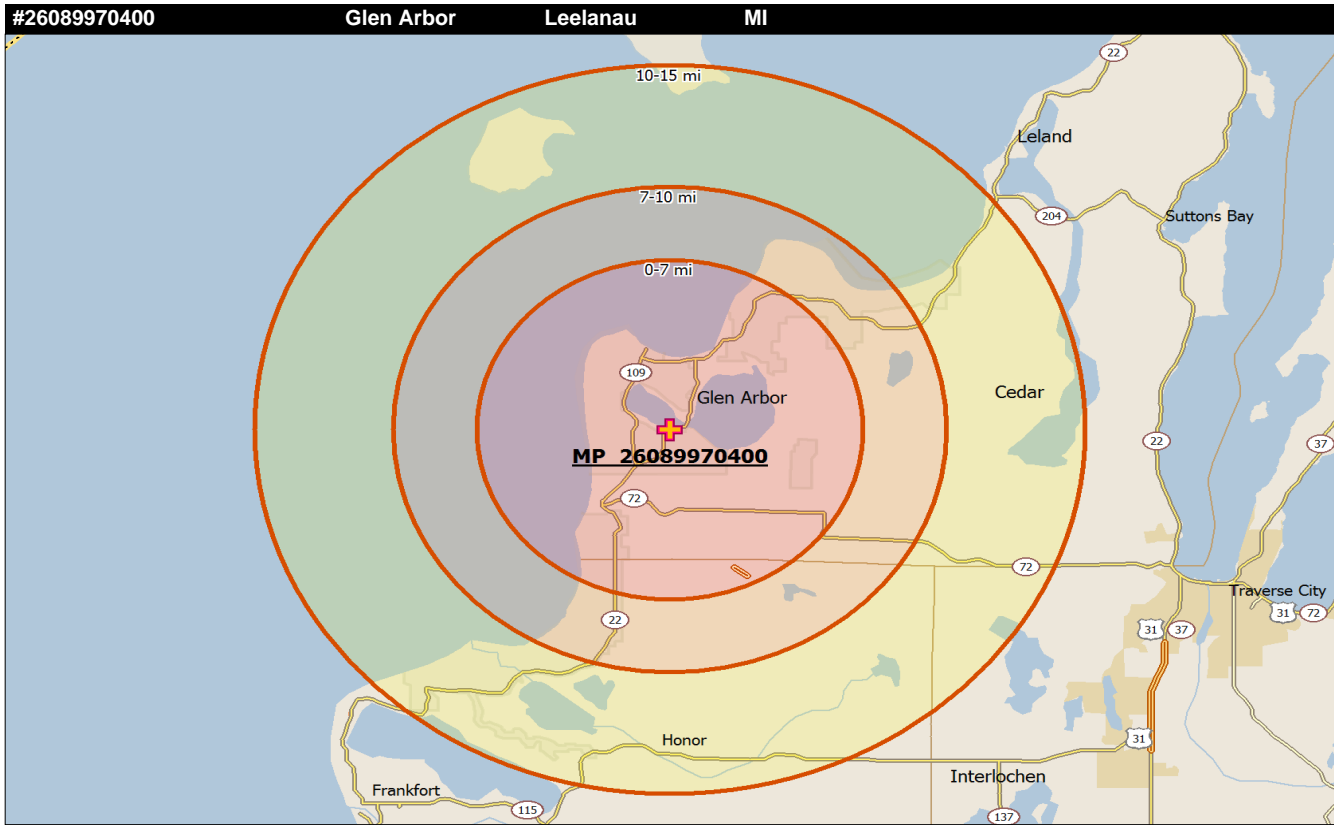 #26089970400 Glen Arbor Leelanau MI
22
10-15 mi
Leland
7-10 mi
204
Suttons Bay
0-7 mi
109
Glen Arbor
Cedar
MP 26089970400
22
37
72
72
Traverse City
31 72
22
31 37
31
Honor
Interlochen
Frankfort
115
137